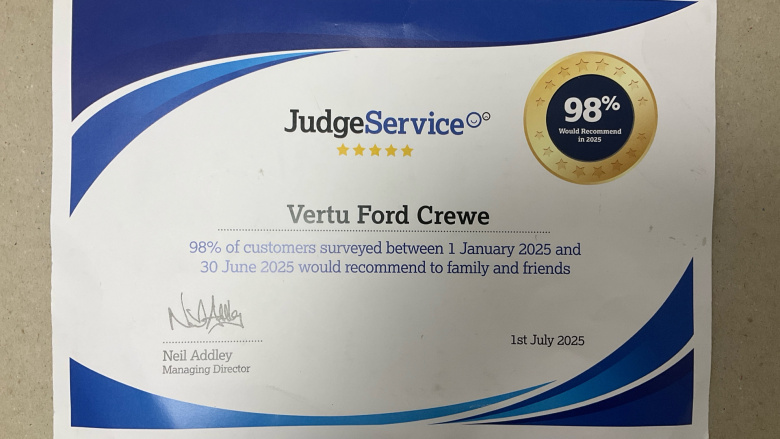 JudgeService
98%
Would Recommend
in 2025
Vertu Ford Crewe
98% of customers surveyed between 1 January 2025 and
30 June 2025 would recommend to family and friends
Neil Addley
Managing Director
1st July 2025